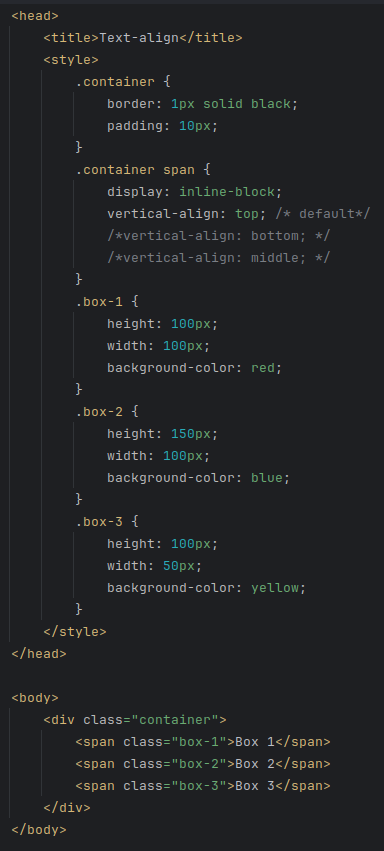 <head>
    <title>Text-align</title>
    <style>
        .container {
            border: 1px solid black;
            padding: 10px;
        }
        .container span {
            display: inline-block;
            vertical-align: top; /* default*/
            /*vertical-align: bottom; */
            /*vertical-align: middle; */
        }
        .box-1 {
            height: 100px;
            width: 100px;
            background-color: red;
        }
        .box-2 {
            height: 150px;
            width: 100px;
            background-color: blue;
        }
        .box-3 {
            height: 100px;
            width: 50px;
            background-color: yellow;
        }
    </style>
</head>

<body>
    <div class="container">
        <span class="box-1">Box 1</span>
        <span class="box-2">Box 2</span>
        <span class="box-3">Box 3</span>
    </div>
</body>